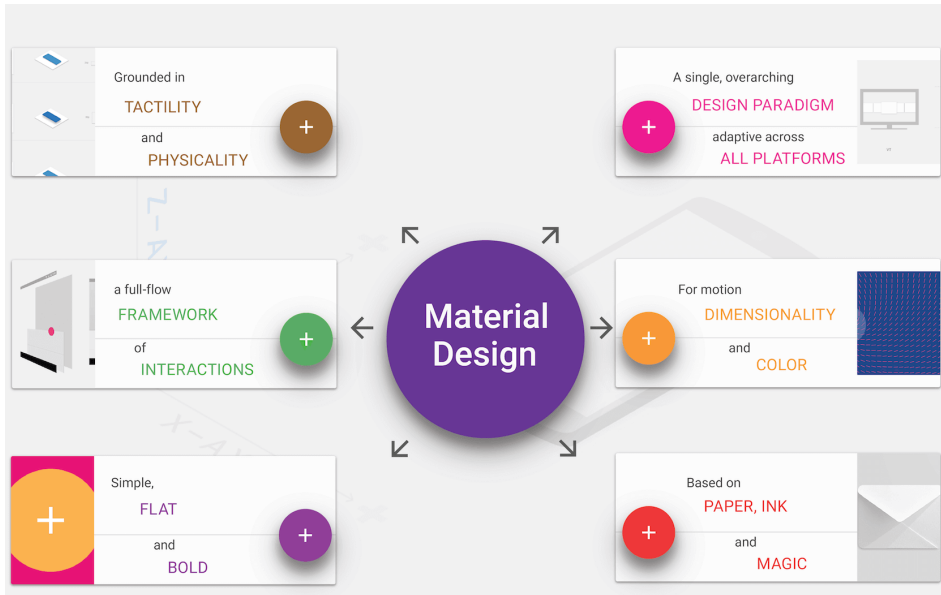 Grounded in
TACTILITY
and
PHYSICALITY
A single, overarching
DESIGN PARADIGM
adaptive across
ALL PLATFORMS
Z-A
a full-flow
FRAMEWORK
of
INTERACTIONS
Material
Design
For motion
DIMENSIONALITY
and
COLOR
X-AX
Simple,
FLAT
and
BOLD
Based on
PAPER, INK
and
MAGIC